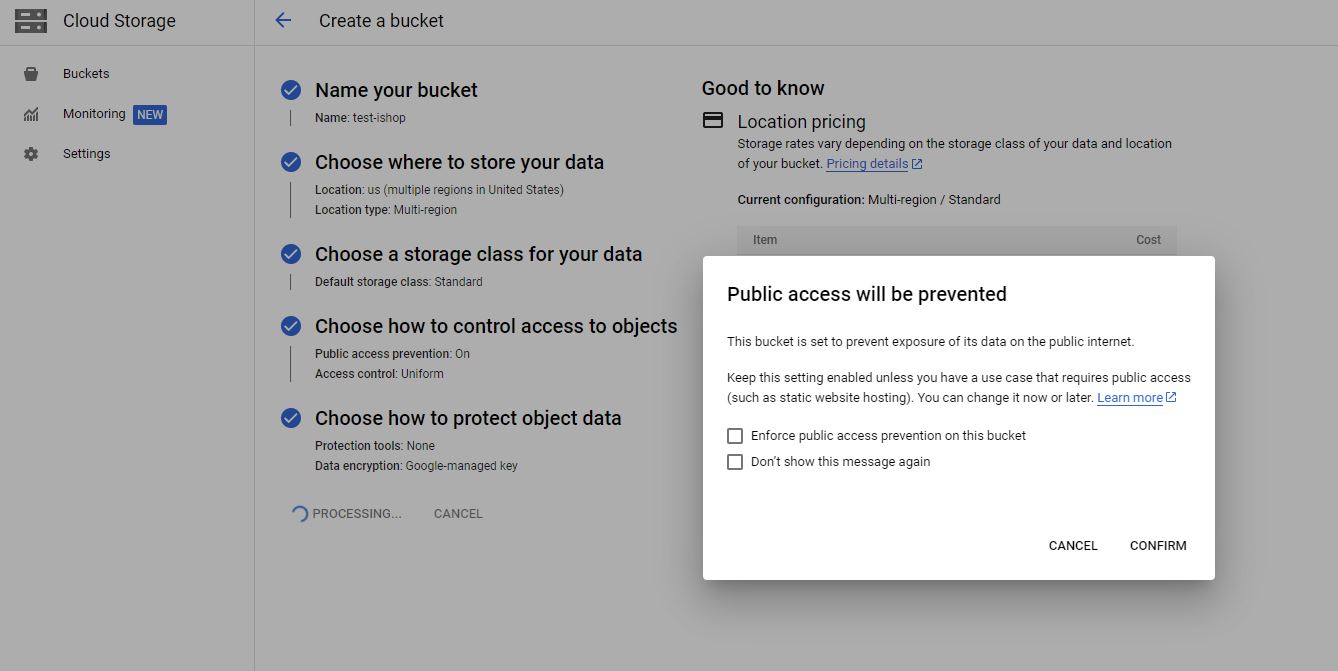 Cloud Storage
Create a bucket
Buckets
Monitoring NEW
Settings
Name your bucket
Name: test-ishop
Choose where to store your data
Location: us (multiple regions in United States)
Location type: Multi-region
Choose a storage class for your data
Default storage class: Standard
Choose how to control access to objects
Public access prevention: On
Access control: Uniform
Choose how to protect object data
Protection tools: None
Data encryption: Google-managed key
PROCESSING... CANCEL
Good to know
Location pricing
Storage rates vary depending on the storage class of your data and location
of your bucket. Pricing details
Current configuration: Multi-region / Standard
Item Cost
Public access will be prevented
This bucket is set to prevent exposure of its data on the public internet.
Keep this setting enabled unless you have a use case that requires public access
(such as static website hosting). You can change it now or later. Learn more
Enforce public access prevention on this bucket
Don't show this message again
CANCEL CONFIRM